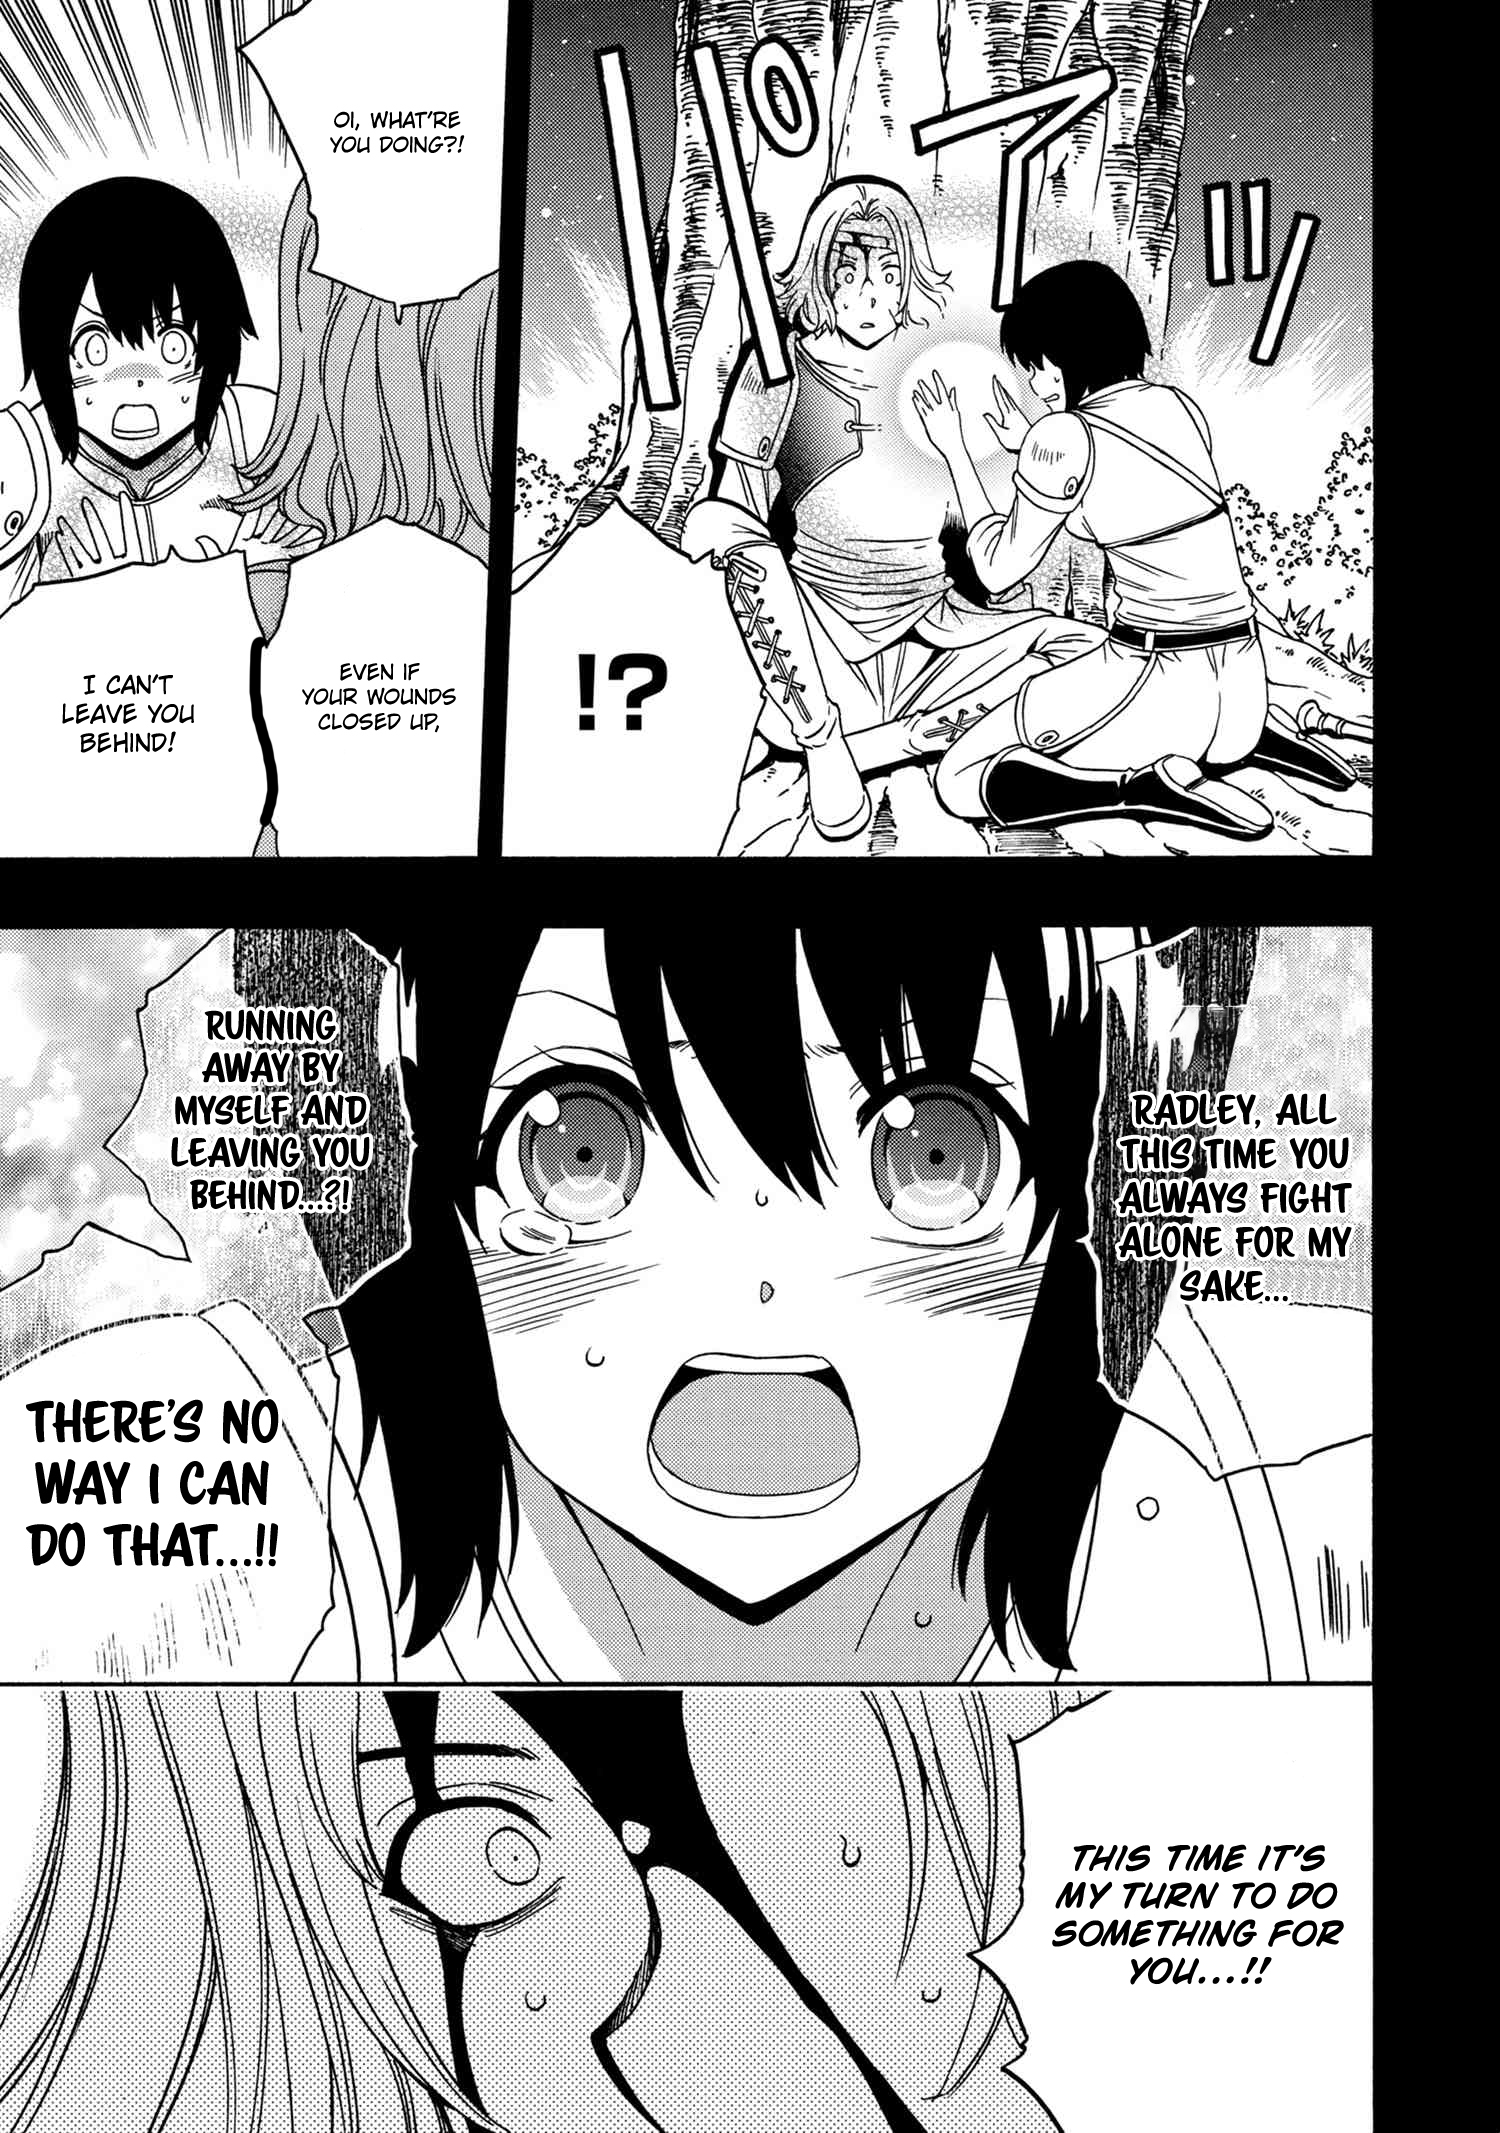 パァッ
!?
OI, WHAT'RE
YOU DOING?!
EVEN IF
YOUR WOUNDS
CLOSED UP,
I CAN'T
LEAVE YOU
BEHIND!
RADLEY, ALL
THIS TIME YOU
ALWAYS FIGHT
ALONE FOR MY
SAKE...
RUNNING
AWAY BY
MYSELF AND
LEAVING YOU
BEHIND...?!
THERE'S NO
WAY I CAN
DO THAT...!!
THIS TIME IT'S
MY TURN TO DO
SOMETHING FOR
YOU...!!